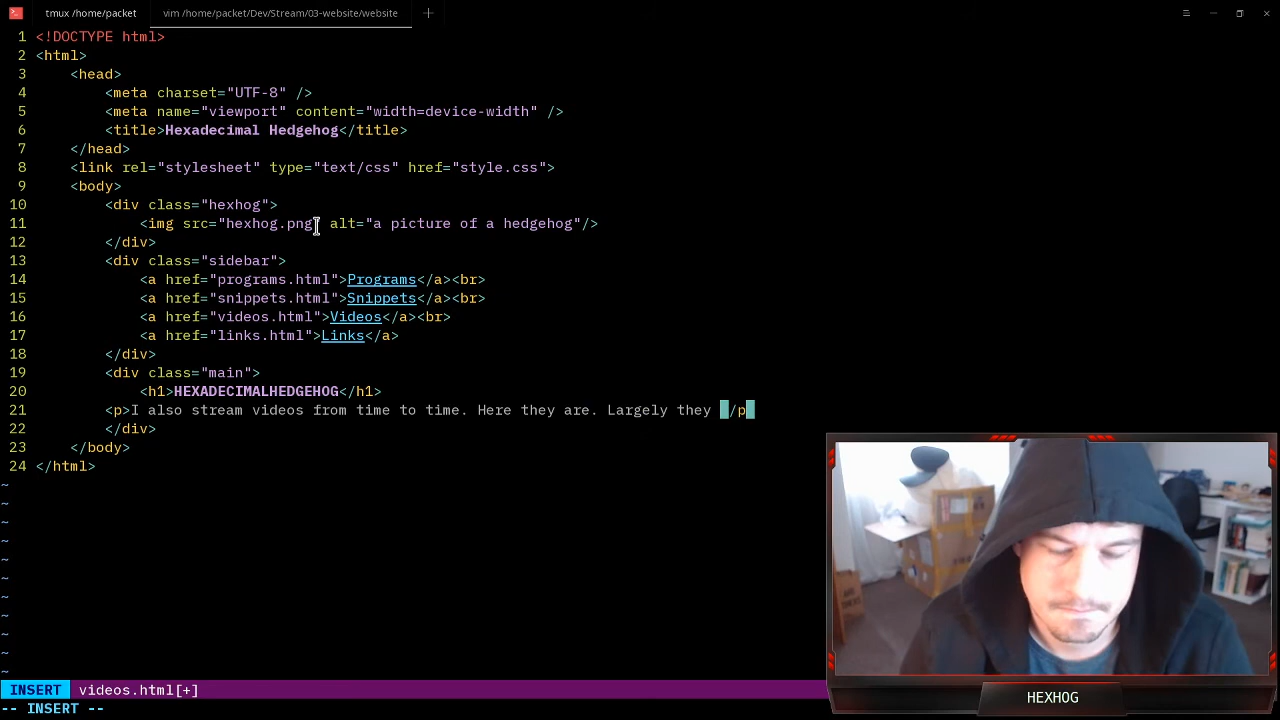 tmux /home/packet
vim /home/packet/Dev/Stream/03-website/website
1 <!DOCTYPE html>
2 <html>
3 <head>
4 <meta charset="UTF-8" />
5 <meta name="viewport" content="width=device-width" />
6 <title>Hexadecimal Hedgehog</title>
7 </head>
8 <link rel="stylesheet" type="text/css" href="style.css">
9 <body>
10 <div class="hexhog">
11 <img src="hexhog.png" alt="a picture of a hedgehog"/>
12 </div>
13 <div class="sidebar">
14 <a href="programs.html">Programs</a><br>
15 <a href="snippets.html">Snippets</a><br>
16 <a href="videos.html">Videos</a><br>
17 <a href="links.html">Links</a>
18 </div>
19 <div class="main">
20 <h1>HEXADECIMALHEDGEHOG</h1>
21 <p>I also stream videos from time to time. Here they are. Largely they </p>
22 </div>
23 </body>
24 </html>
~
~
~
~
~
~
~
~
~
~
~
INSERT videos.html[+]
-- INSERT --
HEXHOG